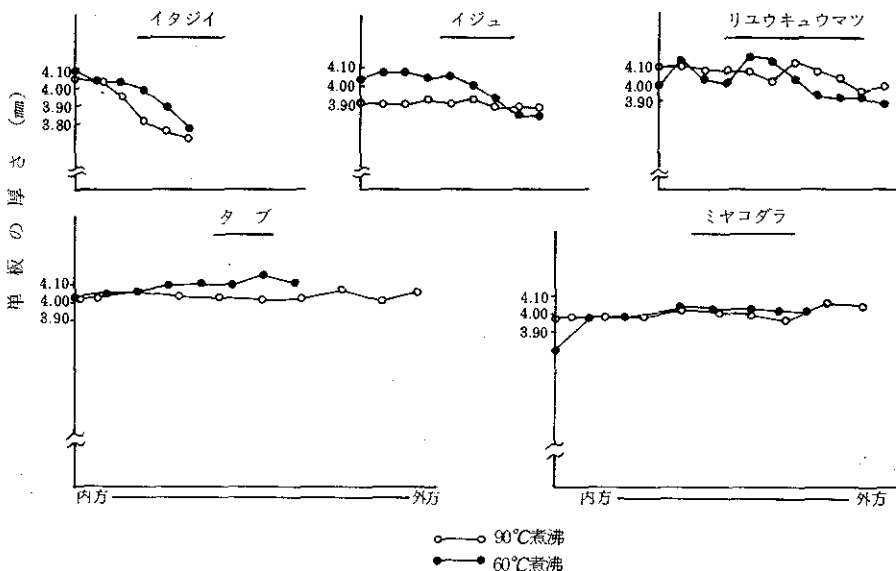 イタジイ
イジュ
リユウキュウマツ
単板の厚さ (㎜)
4.10
4.00
3.90
3.80
4.10
4.00
3.90
4.10
4.00
3.90
タブ
ミヤコダラ
4.10
4.00
3.90
4.10
4.00
3.90
内方 外方
内方 外方
90℃煮沸
60℃煮沸